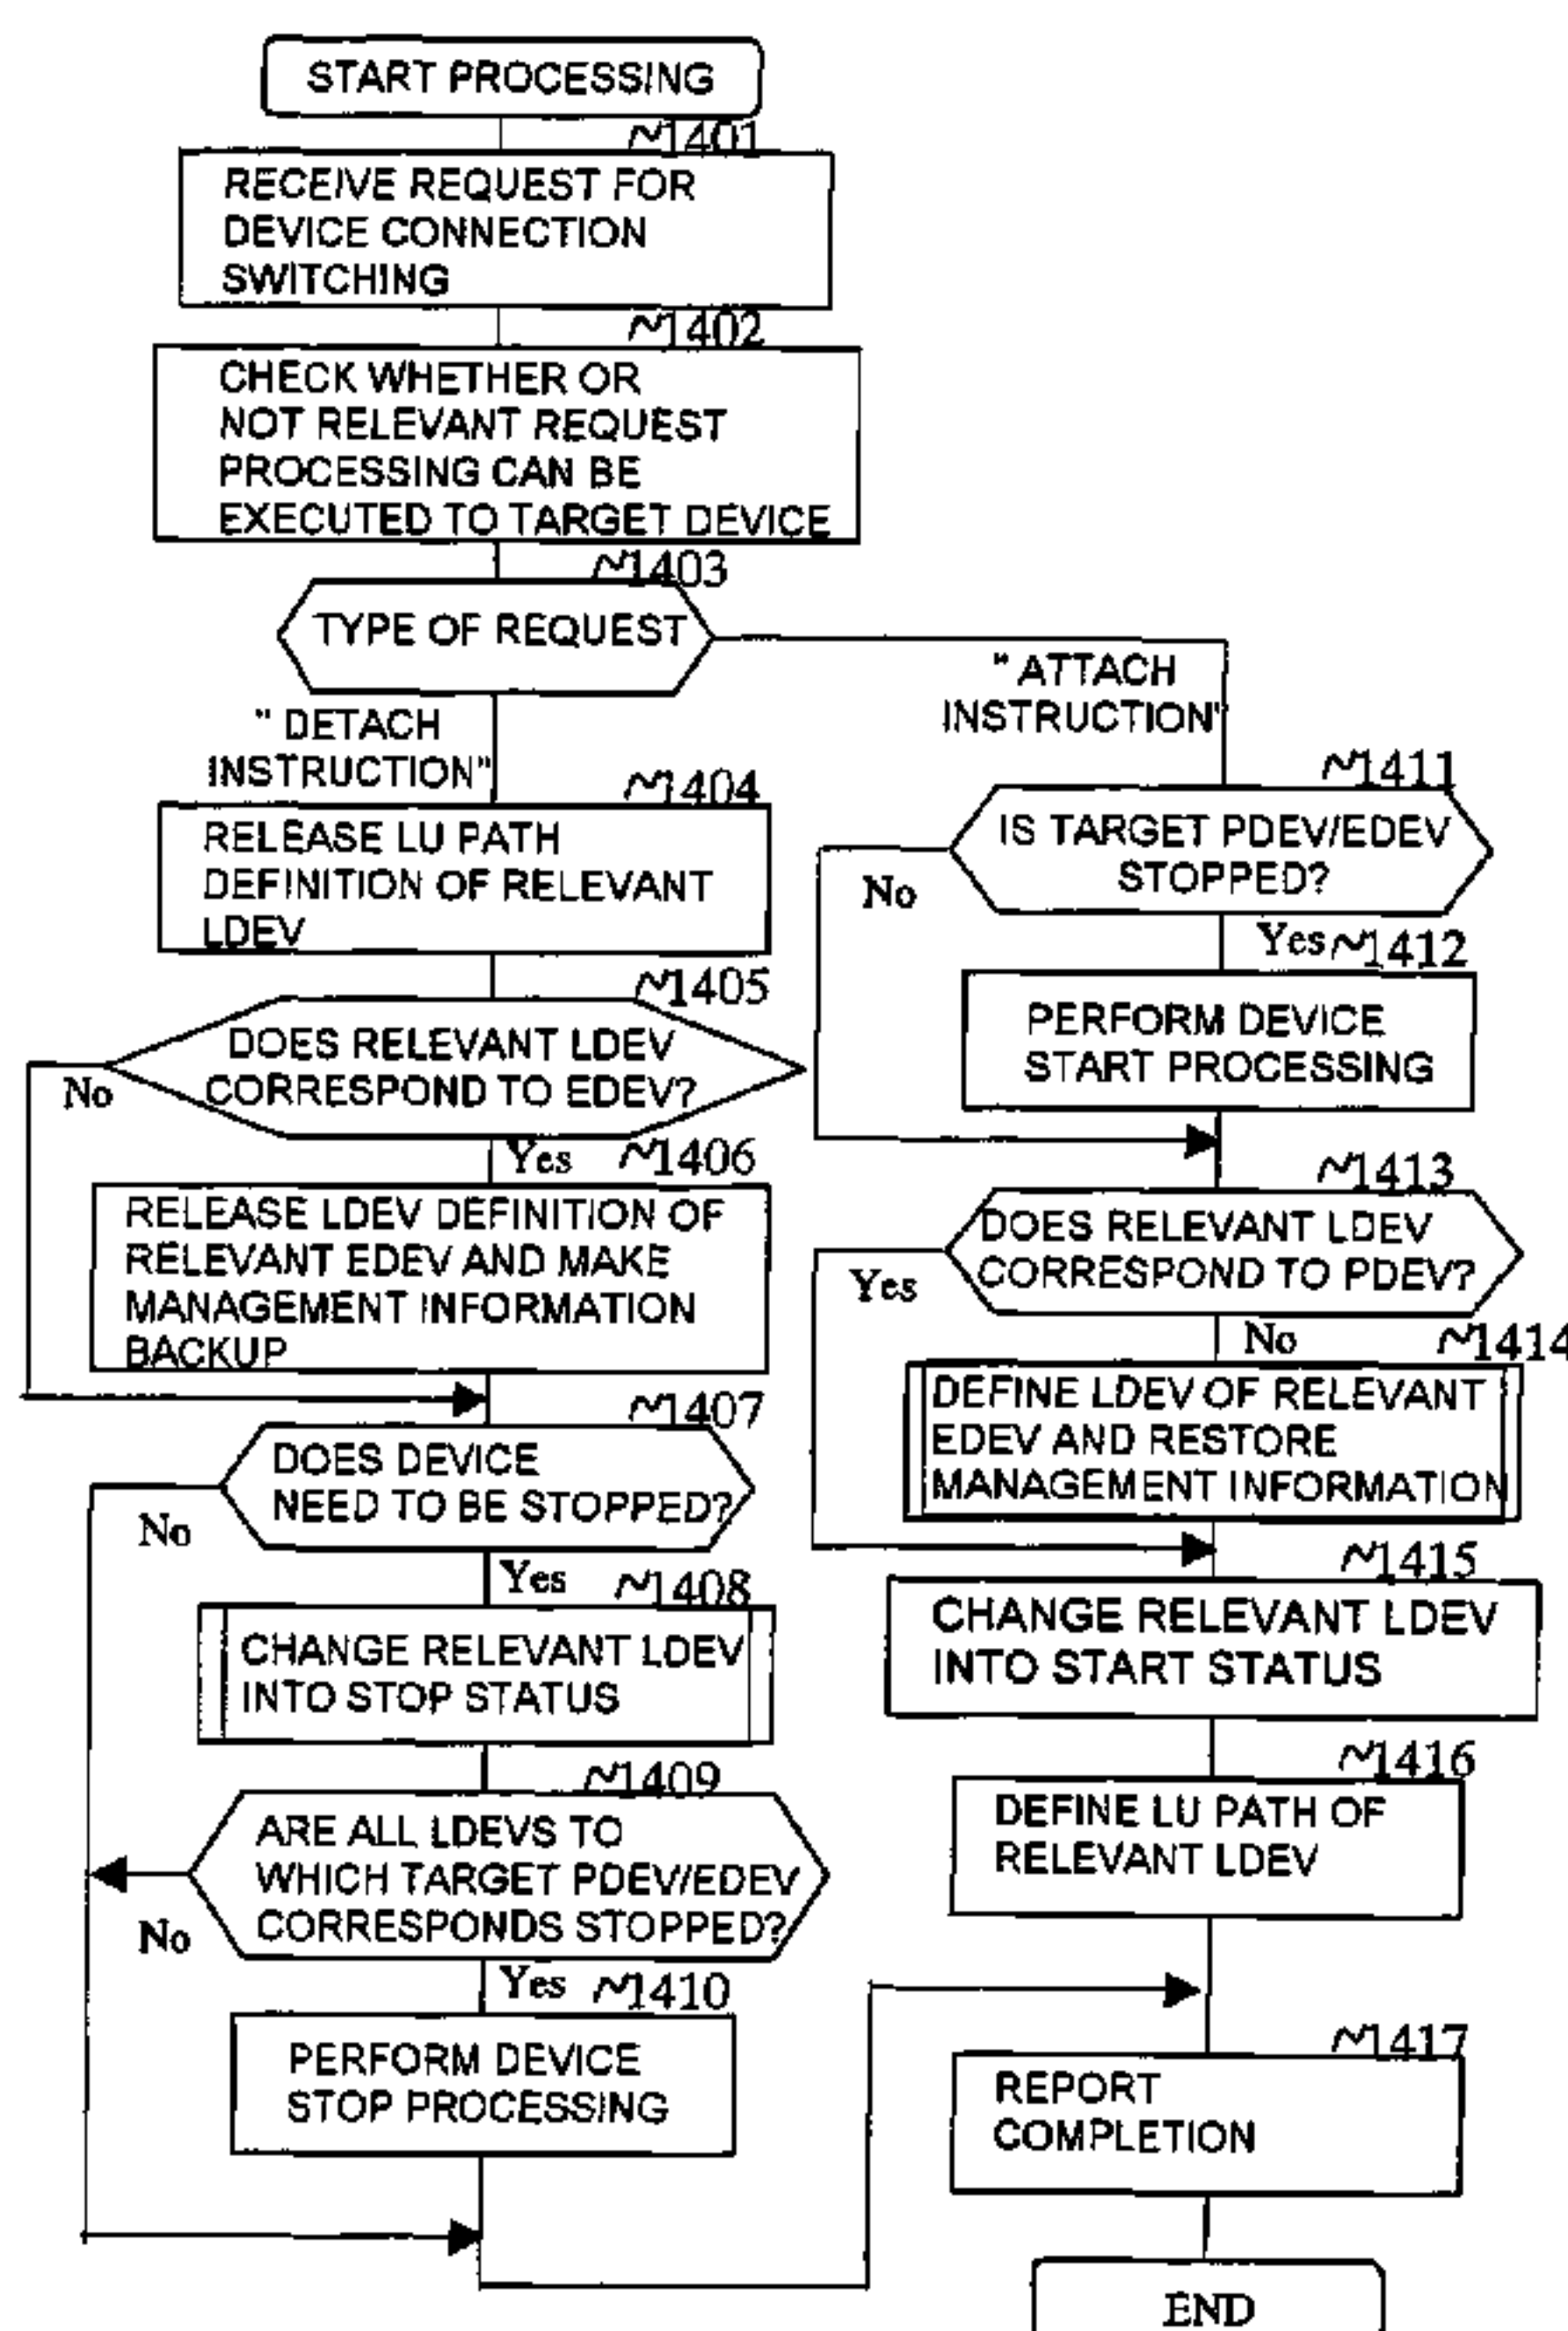 START PROCESSING
~1401
RECEIVE REQUEST FOR
DEVICE CONNECTION
SWITCHING
~1402
CHECK WHETHER OR
NOT RELEVANT REQUEST
PROCESSING CAN BE
EXECUTED TO TARGET DEVICE
~1403
TYPE OF REQUEST
" DETACH
INSTRUCTION"
~1404
RELEASE LU PATH
DEFINITION OF RELEVANT
LDEV
~1405
DOES RELEVANT LDEV
CORRESPOND TO EDEV?
No
Yes
~1406
RELEASE LDEV DEFINITION OF
RELEVANT EDEV AND MAKE
MANAGEMENT INFORMATION
BACKUP
~1407
DOES DEVICE
NEED TO BE STOPPED?
No
Yes
~1408
CHANGE RELEVANT LDEV
INTO STOP STATUS
~1409
ARE ALL LDEVS TO
WHICH TARGET PDEV/EDEV
CORRESPONDS STOPPED?
No
Yes
~1410
PERFORM DEVICE
STOP PROCESSING
" ATTACH
INSTRUCTION"
~1411
IS TARGET PDEV/EDEV
STOPPED?
No
Yes
~1412
PERFORM DEVICE
START PROCESSING
~1413
DOES RELEVANT LDEV
CORRESPOND TO PDEV?
Yes
No
~1414
DEFINE LDEV OF RELEVANT
EDEV AND RESTORE
MANAGEMENT INFORMATION
~1415
CHANGE RELEVANT LDEV
INTO START STATUS
~1416
DEFINE LU PATH OF
RELEVANT LDEV
~1417
REPORT
COMPLETION
END